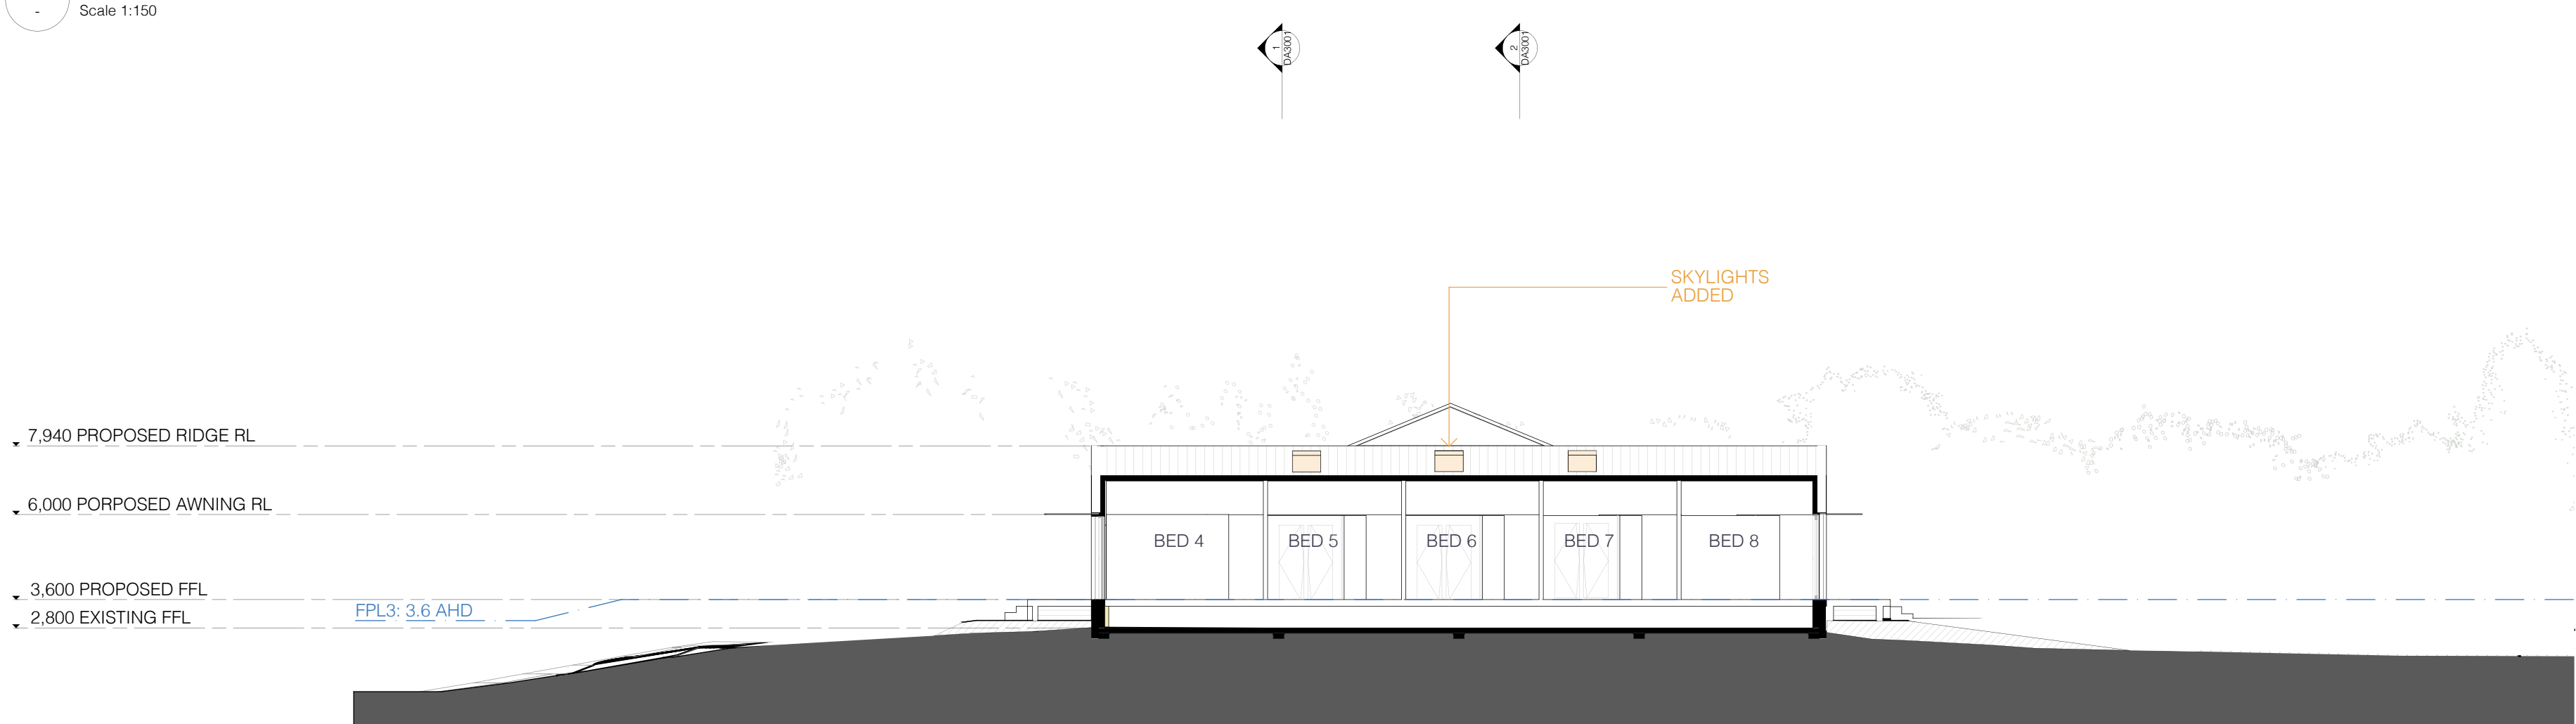 -
Scale 1:150
1
DA3001
2
DA3001
SKYLIGHTS
ADDED
7,940 PROPOSED RIDGE RL
6,000 PORPOSED AWNING RL
BED 4
BED 5
BED 6
BED 7
BED 8
3,600 PROPOSED FFL
FPL3: 3.6 AHD
2,800 EXISTING FFL